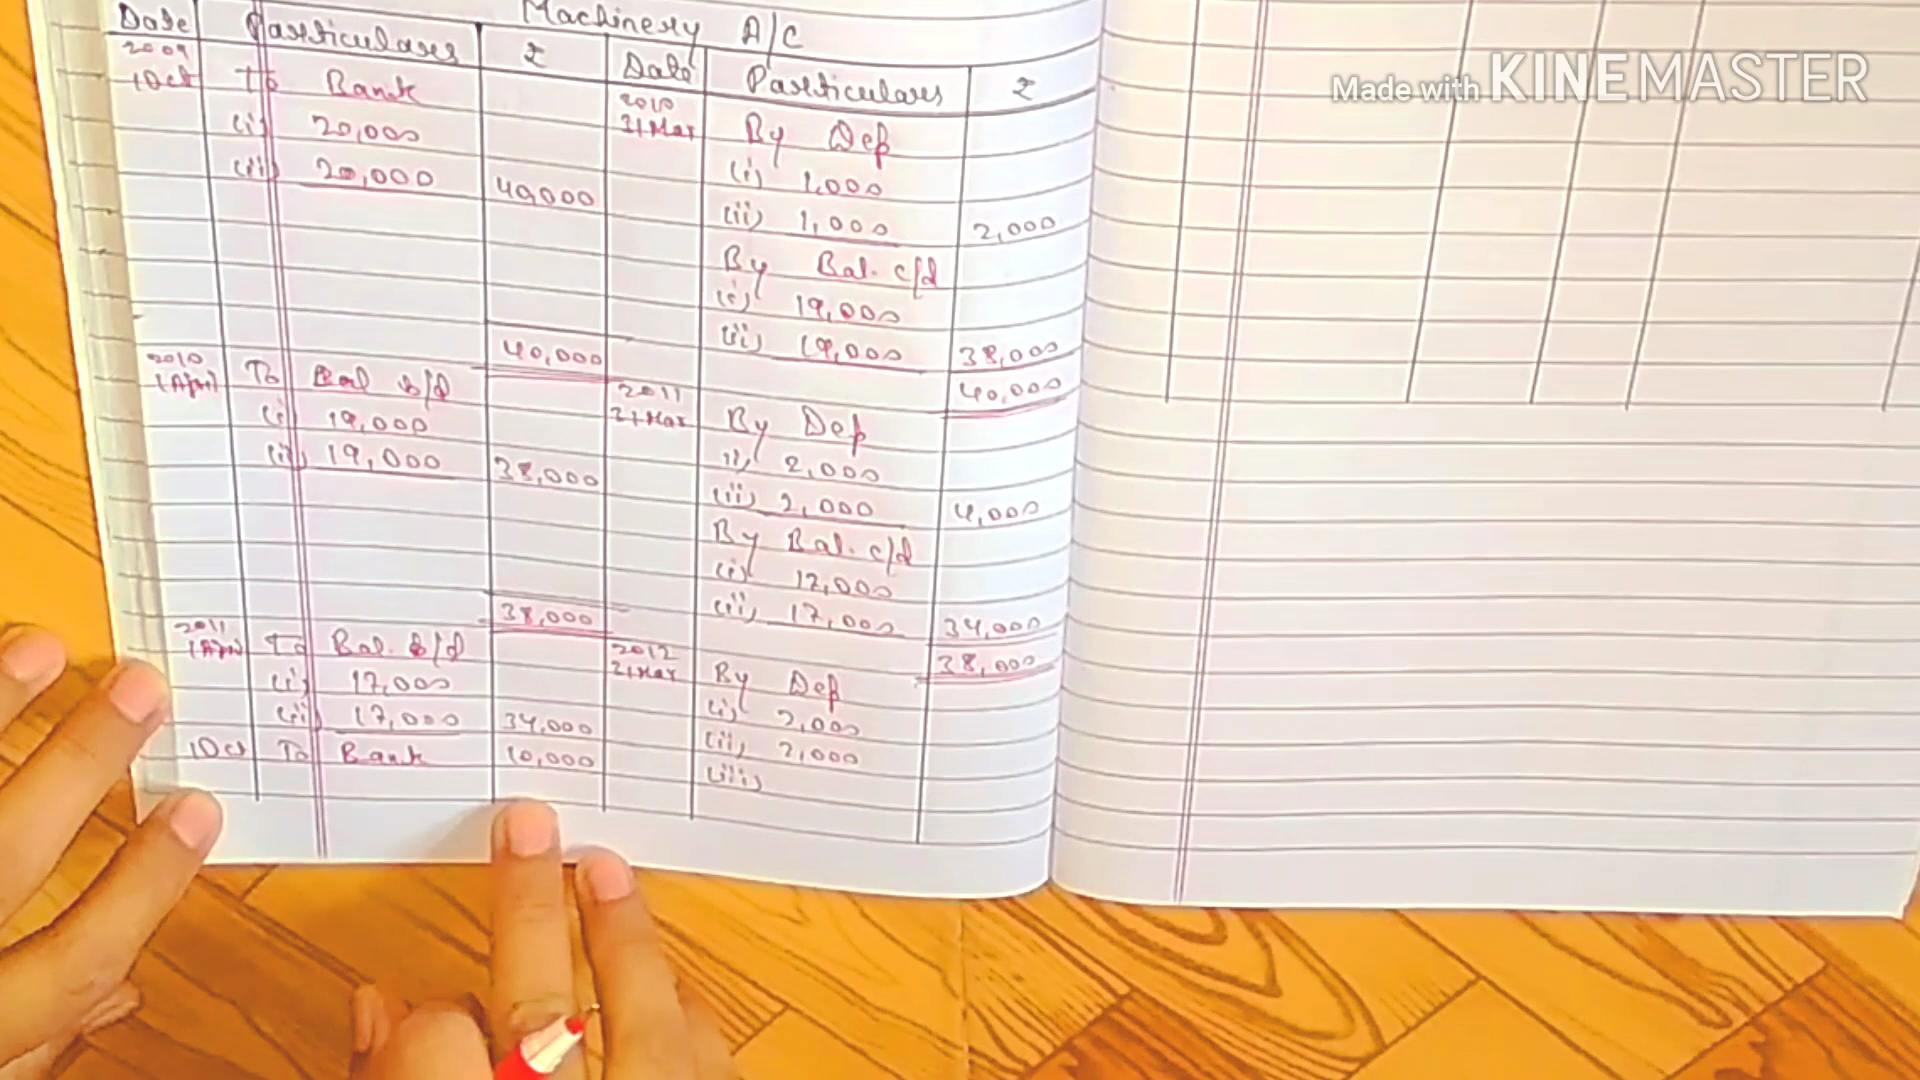 Machinery A/C
Date Particulars ₹ Date Particulars ₹
2009
1 Oct To Bank
(i) 20,000
(ii) 20,000 40,000
2010
31 Mar By Dep
(i) 1,000
(ii) 1,000 2,000
By Bal. c/d
(i) 19,000
(ii) 19,000 38,000
40,000 40,000
2010
1 Apr To Bal b/d
(i) 19,000
(ii) 19,000 38,000
2011
31 Mar By Dep
(i) 2,000
(ii) 2,000 4,000
By Bal. c/d
(i) 17,000
(ii) 17,000 34,000
38,000 38,000
2011
1 Apr To Bal. b/d
(i) 17,000
(ii) 17,000 34,000
1 Oct To Bank 10,000
2012
31 Mar By Dep
(i) 2,000
(ii) 2,000
(iii)
Made with KINEMASTER